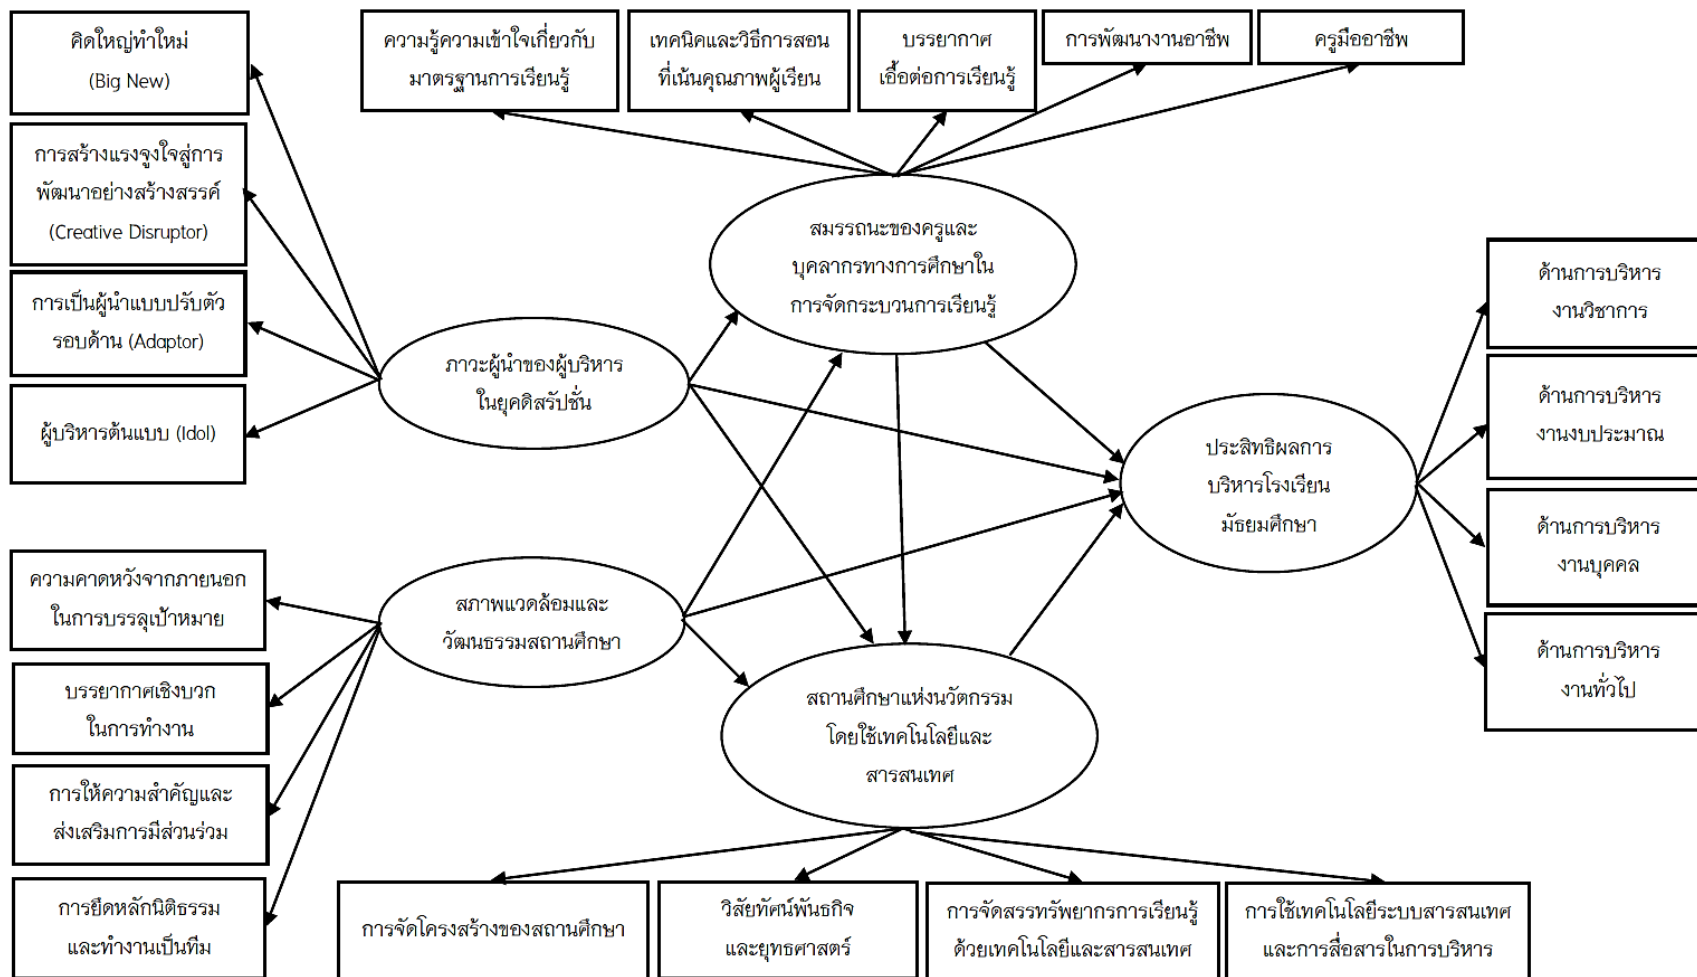 คิดใหญ่ทำใหม่
(Big New)
การสร้างแรงจูงใจสู่การ
พัฒนาอย่างสร้างสรรค์
(Creative Disruptor)
การเป็นผู้นำแบบปรับตัว
รอบด้าน (Adaptor)
ผู้บริหารต้นแบบ (Idol)
ความรู้ความเข้าใจเกี่ยวกับ
มาตรฐานการเรียนรู้
เทคนิคและวิธีการสอน
ที่เน้นคุณภาพผู้เรียน
บรรยากาศ
เอื้อต่อการเรียนรู้
การพัฒนางานอาชีพ
ครูมืออาชีพ
สมรรถนะของครูและ
บุคลากรทางการศึกษาใน
การจัดกระบวนการเรียนรู้
ภาวะผู้นำของผู้บริหาร
ในยุคดิสรัปชั่น
ประสิทธิผลการ
บริหารโรงเรียน
มัธยมศึกษา
ด้านการบริหาร
งานวิชาการ
ด้านการบริหาร
งานงบประมาณ
ด้านการบริหาร
งานบุคคล
ด้านการบริหาร
งานทั่วไป
ความคาดหวังจากภายนอก
ในการบรรลุเป้าหมาย
บรรยากาศเชิงบวก
ในการทำงาน
การให้ความสำคัญและ
ส่งเสริมการมีส่วนร่วม
การยึดหลักนิติธรรม
และทำงานเป็นทีม
สภาพแวดล้อมและ
วัฒนธรรมสถานศึกษา
สถานศึกษาแห่งนวัตกรรม
โดยใช้เทคโนโลยีและ
สารสนเทศ
การจัดโครงสร้างของสถานศึกษา
วิสัยทัศน์พันธกิจ
และยุทธศาสตร์
การจัดสรรทรัพยากรการเรียนรู้
ด้วยเทคโนโลยีและสารสนเทศ
การใช้เทคโนโลยีระบบสารสนเทศ
และการสื่อสารในการบริหาร